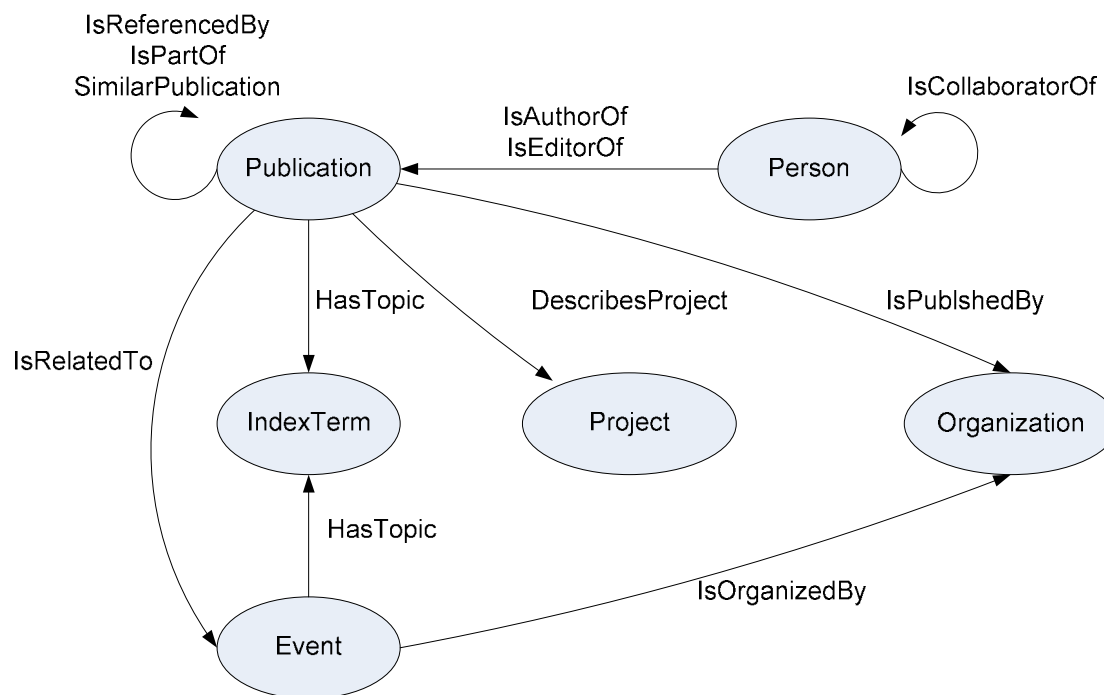 IsReferencedBy
IsPartOf
SimilarPublication
IsCollaboratorOf
IsAuthorOf
IsEditorOf
Publication
Person
HasTopic
DescribesProject
IsPublshedBy
IsRelatedTo
IndexTerm
Project
Organization
HasTopic
IsOrganizedBy
Event